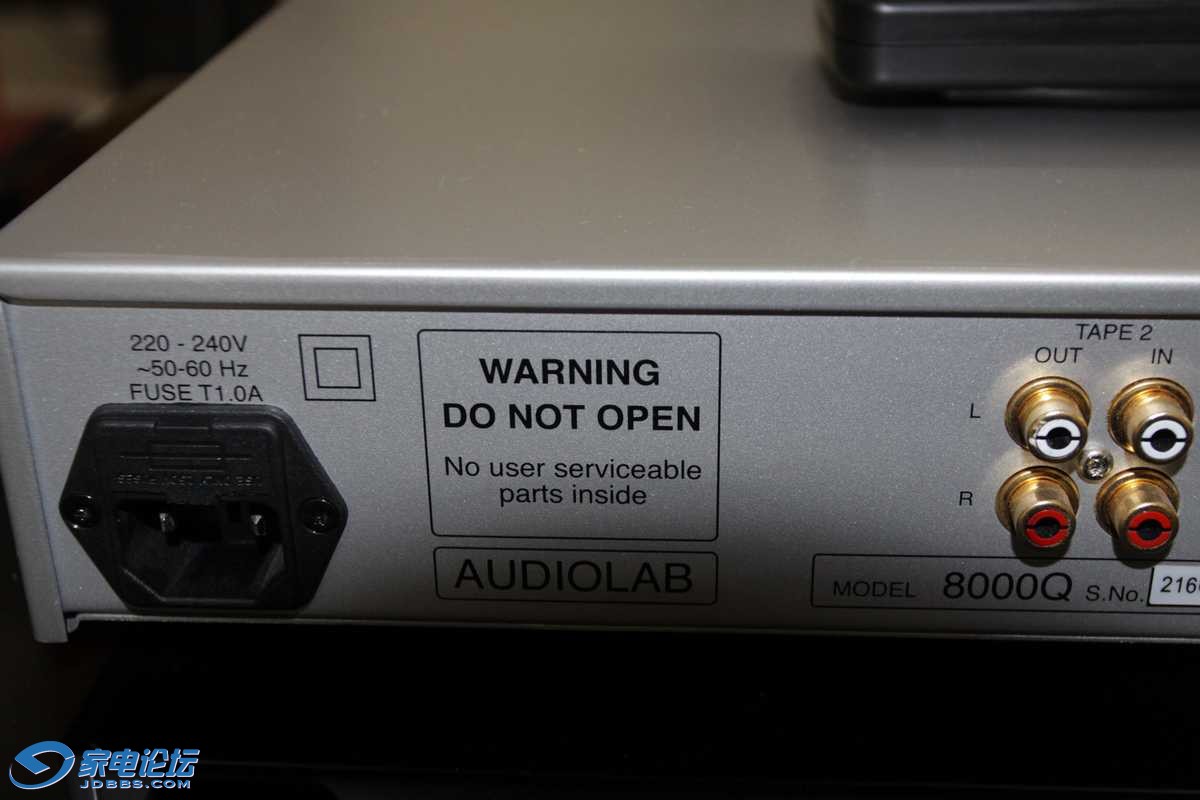 220 - 240V
~50-60 Hz
FUSE T1.0A
WARNING
DO NOT OPEN
No user serviceable
parts inside
AUDIOLAB
TAPE 2
OUT IN
L
R
MODEL 8000Q S.No.
家电论坛
JDBBS.COM